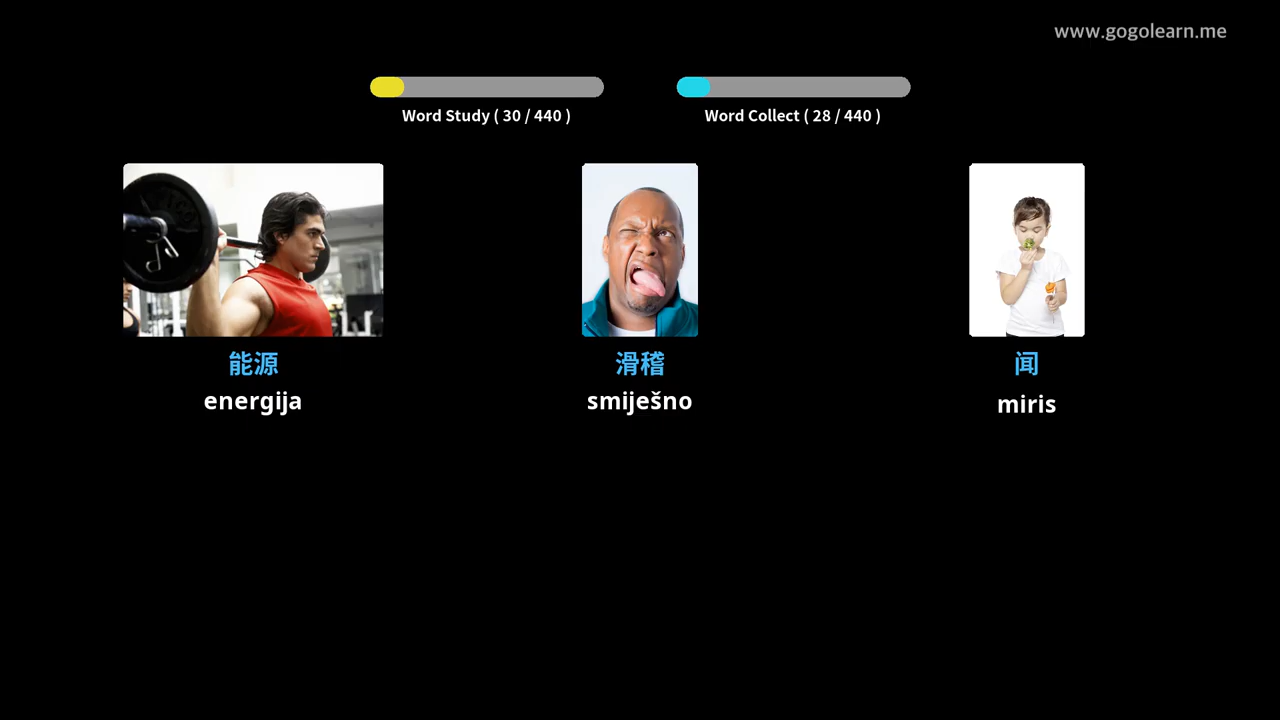 www.gogolearn.me
Word Study ( 30 / 440 )
Word Collect ( 28 / 440 )
能源
energija
滑稽
smiješno
闻
miris